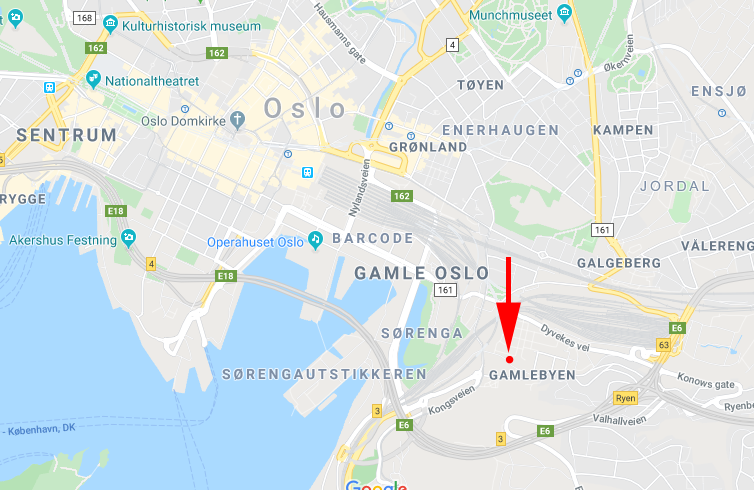 168
Kulturhistorisk museum
162
Nationaltheatret
SENTRUM
Oslo Domkirke
Oslo
Hausmanns gate
Munchmuseet
4
Økernveien
TØYEN
ENSJØ
ENERHAUGEN
KAMPEN
GRØNLAND
JORDAL
Nylandsveien
162
RYGGE
E18
Akershus Festning
4
E18
Operahuset Oslo
BARCODE
GAMLE OSLO
161
161
GALGEBERG
VÅLERENG
SØRENGA
Dyvekes vei
E6
63
SØRENGAUTSTIKKEREN
GAMLEBYEN
Konows gate
Ryen
Ryenbe
Kongsveien
Valhallveien
3
E6
3
E6
- København, DK
Google